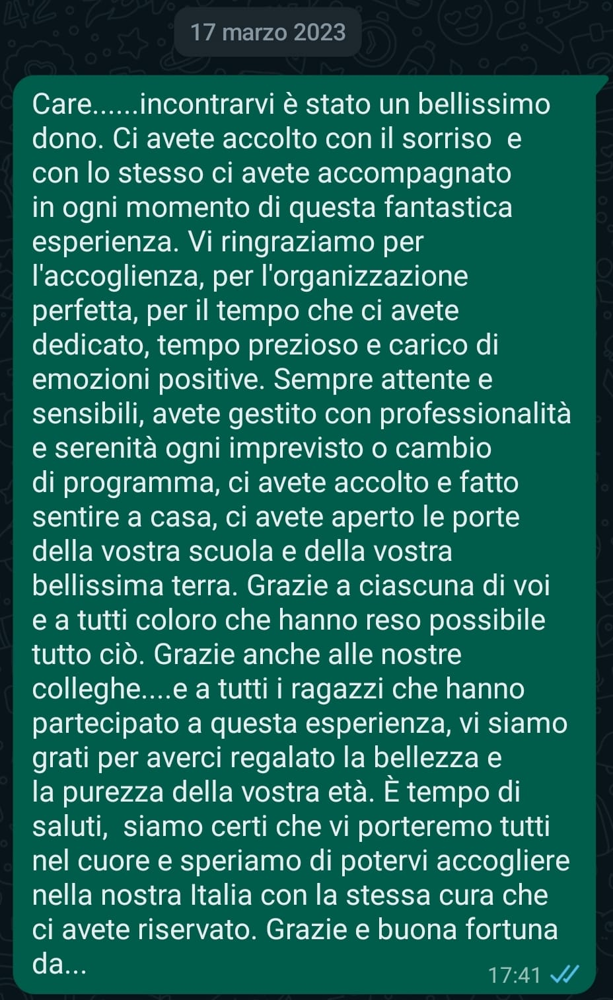 17 marzo 2023
Care......incontrarvi è stato un bellissimo
dono. Ci avete accolto con il sorriso  e
con lo stesso ci avete accompagnato
in ogni momento di questa fantastica
esperienza. Vi ringraziamo per
l'accoglienza, per l'organizzazione
perfetta, per il tempo che ci avete
dedicato, tempo prezioso e carico di
emozioni positive. Sempre attente e
sensibili, avete gestito con professionalità
e serenità ogni imprevisto o cambio
di programma, ci avete accolto e fatto
sentire a casa, ci avete aperto le porte
della vostra scuola e della vostra
bellissima terra. Grazie a ciascuna di voi
e a tutti coloro che hanno reso possibile
tutto ciò. Grazie anche alle nostre
colleghe....e a tutti i ragazzi che hanno
partecipato a questa esperienza, vi siamo
grati per averci regalato la bellezza e
la purezza della vostra età. È tempo di
saluti,  siamo certi che vi porteremo tutti
nel cuore e speriamo di potervi accogliere
nella nostra Italia con la stessa cura che
ci avete riservato. Grazie e buona fortuna
da...
17:41